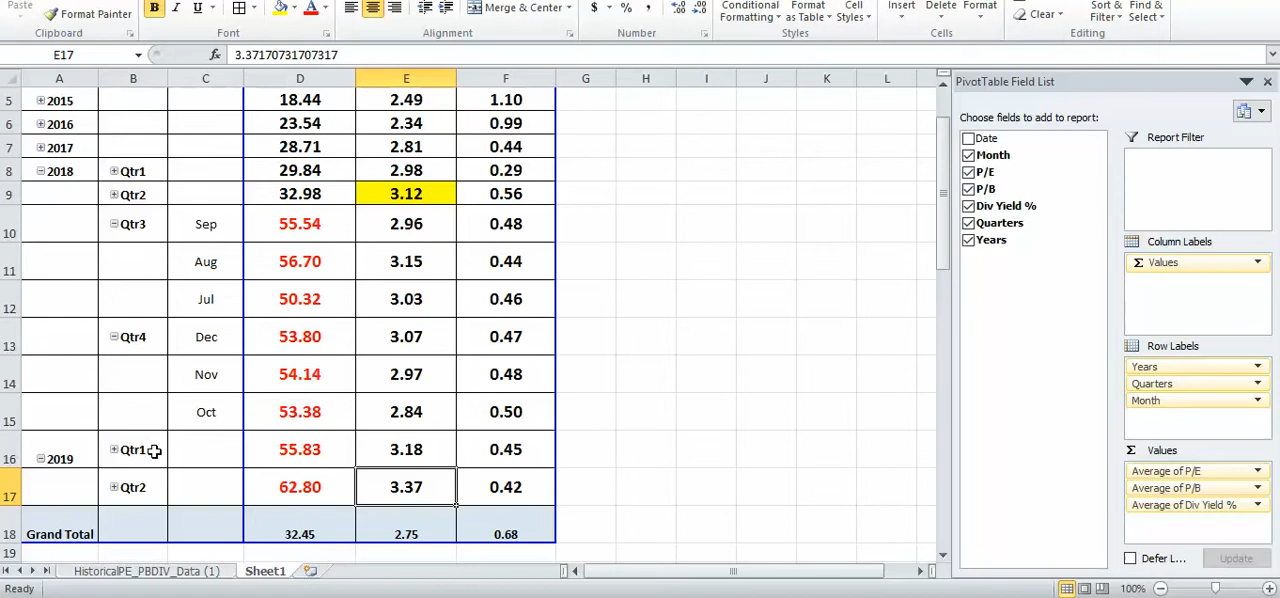 Paste
Format Painter
B I U
A
Merge & Center
$ % ,
Conditional Formatting
Format as Table
Cell Styles
Insert
Delete
Format
Clear
Sort & Filter
Find & Select
Clipboard
Font
Alignment
Number
Styles
Cells
Editing
E17
fx
3.37170731707317
A B C D E F G H I J K L
5 2015 18.44 2.49 1.10
6 2016 23.54 2.34 0.99
7 2017 28.71 2.81 0.44
8 2018 Qtr1 29.84 2.98 0.29
9 Qtr2 32.98 3.12 0.56
10 Qtr3 Sep 55.54 2.96 0.48
11 Aug 56.70 3.15 0.44
12 Jul 50.32 3.03 0.46
13 Qtr4 Dec 53.80 3.07 0.47
14 Nov 54.14 2.97 0.48
15 Oct 53.38 2.84 0.50
16 2019 Qtr1 55.83 3.18 0.45
17 Qtr2 62.80 3.37 0.42
18 Grand Total 32.45 2.75 0.68
19
PivotTable Field List
Choose fields to add to report:
Date
Month
P/E
P/B
Div Yield %
Quarters
Years
Report Filter
Column Labels
Σ Values
Row Labels
Years
Quarters
Month
Σ Values
Average of P/E
Average of P/B
Average of Div Yield %
Defer L...
Update
HistoricalPE_PBDIV_Data (1)
Sheet1
Ready
100%